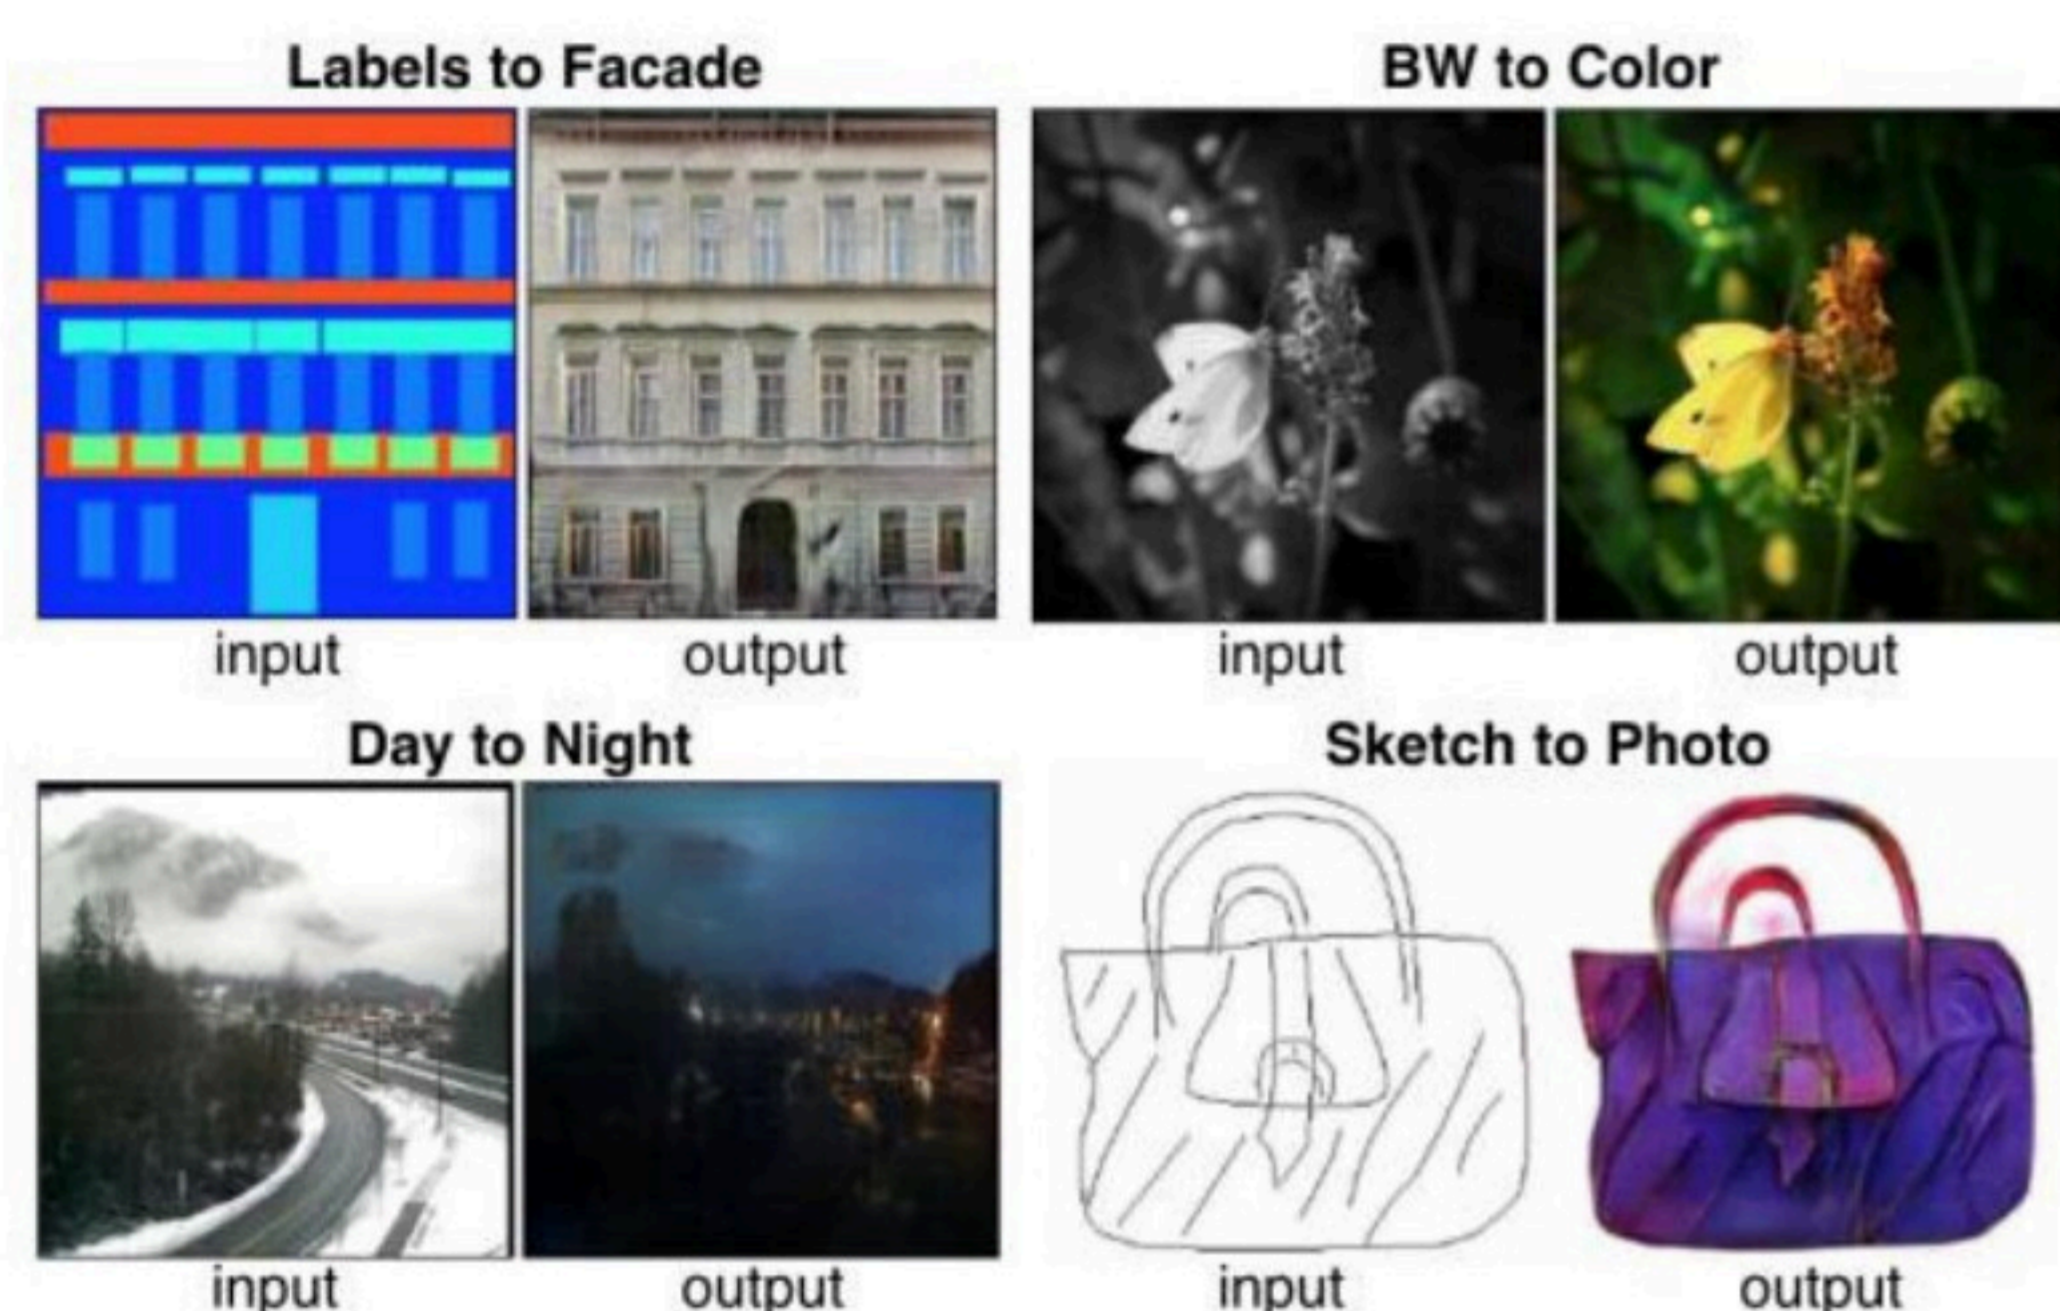 Labels to Facade
BW to Color
input
output
input
output
Day to Night
Sketch to Photo
input
output
input
output